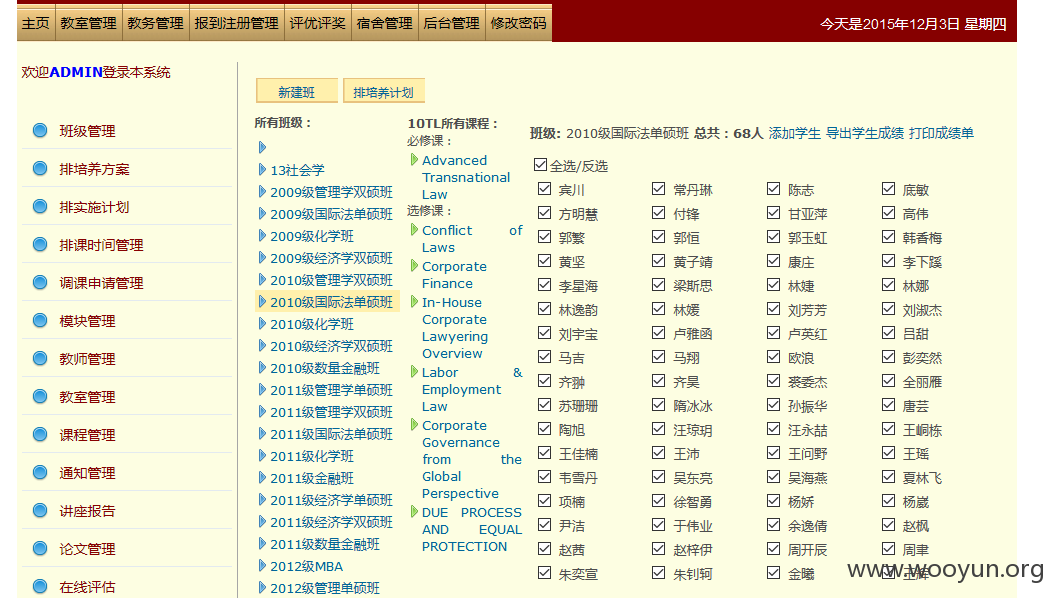 主页 教室管理 教务管理 报到注册管理 评优评奖 宿舍管理 后台管理 修改密码 今天是2015年12月3日 星期四
欢迎ADMIN登录本系统
班级管理
排培养方案
排实施计划
排课时间管理
调课申请管理
模块管理
教师管理
教室管理
课程管理
通知管理
讲座报告
论文管理
在线评估
新建班 排培养计划
所有班级：
13社会学
2009级管理学双硕班
2009级国际法单硕班
2009级化学班
2009级经济学双硕班
2010级管理学双硕班
2010级国际法单硕班
2010级化学班
2010级经济学双硕班
2010级数量金融班
2011级管理学单硕班
2011级管理学双硕班
2011级国际法单硕班
2011级化学班
2011级金融班
2011级经济学单硕班
2011级经济学双硕班
2011级数量金融班
2012级MBA
2012级管理单硕班
10TL所有课程：
必修课：
Advanced
Transnational
Law
选修课：
Conflict of
Laws
Corporate
Finance
In-House
Corporate
Lawyering
Overview
Labor &
Employment
Law
Corporate
Governance
from the
Global
Perspective
DUE PROCESS
AND EQUAL
PROTECTION
班级: 2010级国际法单硕班 总共：68人 添加学生 导出学生成绩 打印成绩单
全选/反选
宾川 常丹琳 陈志 底敏
方明慧 付锋 甘亚萍 高伟
郭繁 郭恒 郭玉虹 韩香梅
黄坚 黄子婧 康庄 李下蹊
李星海 梁斯思 林婕 林娜
林逸韵 林媛 刘芳芳 刘淑杰
刘宇宝 卢雅函 卢英红 吕甜
马吉 马翔 欧浪 彭奕然
齐翀 齐昊 裘委杰 全丽雁
苏珊珊 隋冰冰 孙振华 唐芸
陶旭 汪琼玥 汪永喆 王峒栋
王佳楠 王沛 王问野 王瑶
韦雪丹 吴东亮 吴海燕 夏林飞
项楠 徐智勇 杨娇 杨崴
尹洁 于伟业 余逸倩 赵枫
赵茜 赵梓伊 周开辰 周聿
朱奕宣 朱钊轲 金曦
www.wooyun.org